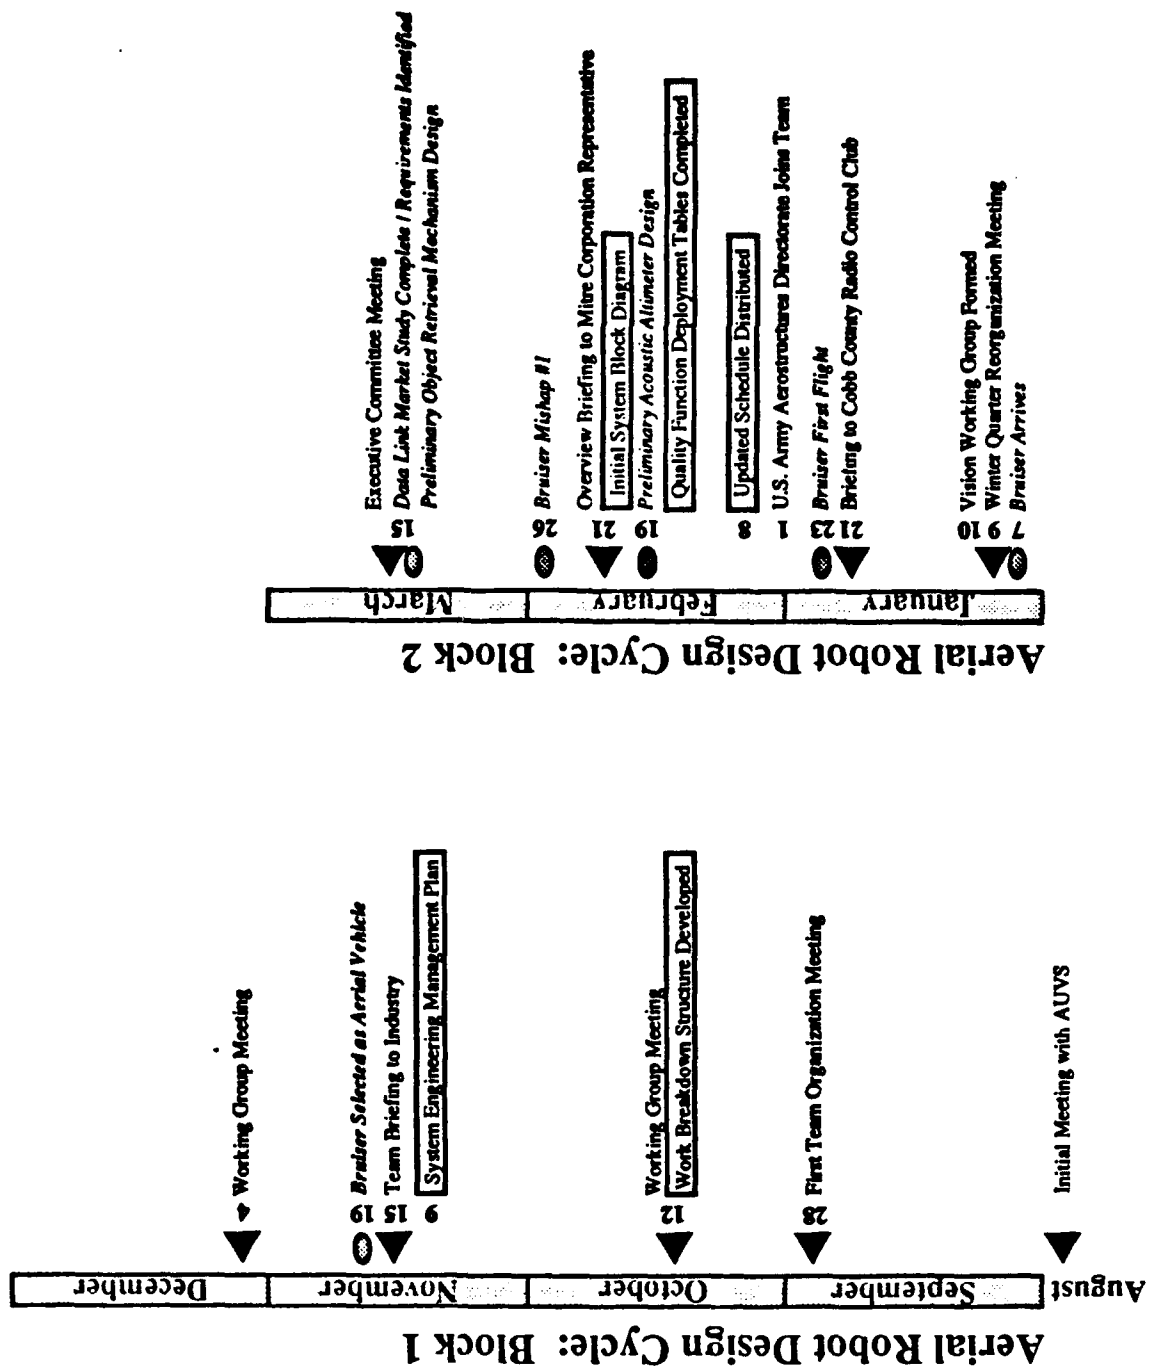 Aerial Robot Design Cycle: Block 1
August
September
October
November
December
Initial Meeting with AUVS
28 First Team Organization Meeting
12 Work Breakdown Structure Developed
Working Group Meeting
9 System Engineering Management Plan
15 Team Briefing to Industry
19 Bruiser Selected as Aerial Vehicle
4 Working Group Meeting
Aerial Robot Design Cycle: Block 2
January
February
March
7 Bruiser Arrives
9 Winter Quarter Reorganization Meeting
10 Vision Working Group Formed
21 Briefing to Cobb County Radio Control Club
23 Bruiser First Flight
1 U.S. Army Aerostructures Directorate Joins Team
8 Updated Schedule Distributed
Quality Function Deployment Tables Completed
19 Preliminary Acoustic Altimeter Design
21 Initial System Block Diagram
Overview Briefing to Mitre Corporation Representative
26 Bruiser Mishap #1
Preliminary Object Retrieval Mechanism Design
15 Data Link Market Study Complete / Requirements Identified
Executive Committee Meeting